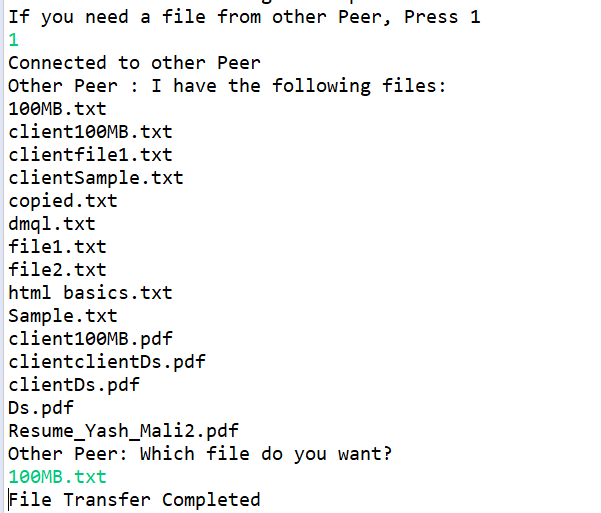 If you need a file from other Peer, Press 1
1
Connected to other Peer
Other Peer : I have the following files:
100MB.txt
client100MB.txt
clientfile1.txt
clientSample.txt
copied.txt
dmql.txt
file1.txt
file2.txt
html basics.txt
Sample.txt
client100MB.pdf
clientclientDs.pdf
clientDs.pdf
Ds.pdf
Resume_Yash_Mali2.pdf
Other Peer: Which file do you want?
100MB.txt
File Transfer Completed